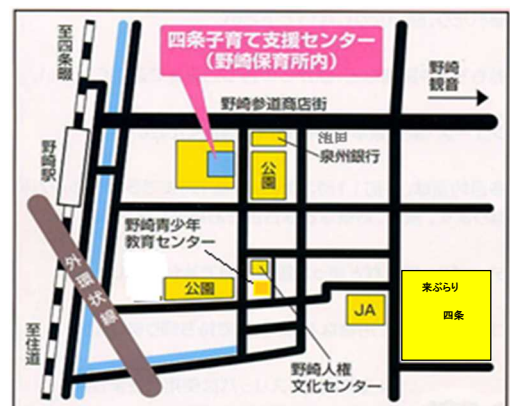 至四条畷
四条子育て支援センター
(野崎保育所内)
野崎
観音
野崎参道商店街
池田
泉州銀行
野崎駅
公園
野崎青少年
教育センター
外環状線
公園
JA
来ぶらり
四条
至住道
野崎人権
文化センター